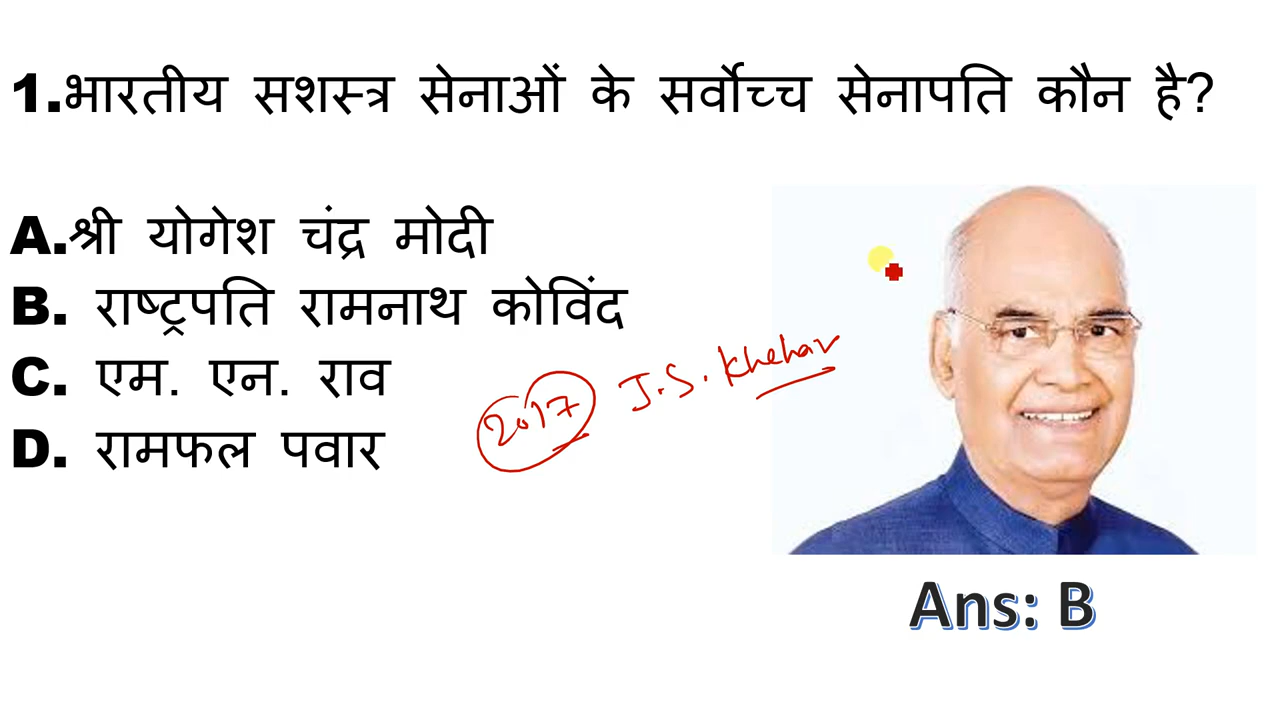 1.भारतीय सशस्त्र सेनाओं के सर्वोच्च सेनापति कौन है?
A.श्री योगेश चंद्र मोदी
B. राष्ट्रपति रामनाथ कोविंद
C. एम. एन. राव
D. रामफल पवार
2017 J.S. Khehar
Ans: B